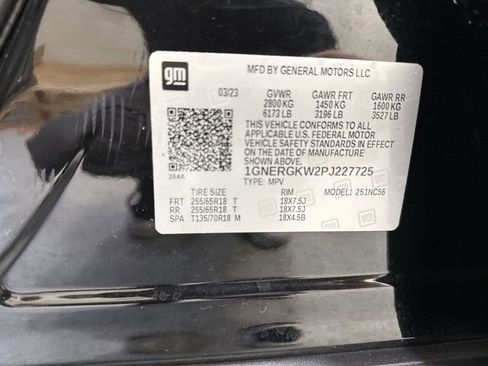 gm
MFD BY GENERAL MOTORS LLC
03/23 GVWR GAWR FRT GAWR RR
2800 KG 1450 KG 1600 KG
6173 LB 3196 LB 3527 LB
THIS VEHICLE CONFORMS TO ALL
APPLICABLE U.S. FEDERAL MOTOR
VEHICLE SAFETY STANDARDS IN EFFECT
ON THE DATE OF MANUFACTURE SHOWN ABOVE.
394A
1GNERGKW2PJ227725
TYPE: MPV
TIRE SIZE RIM MODEL: 251NC56
FRT 255/65R18 T 18X7.5J
RR 255/65R18 T 18X7.5J
SPA T135/70R18 M 18X4.5B